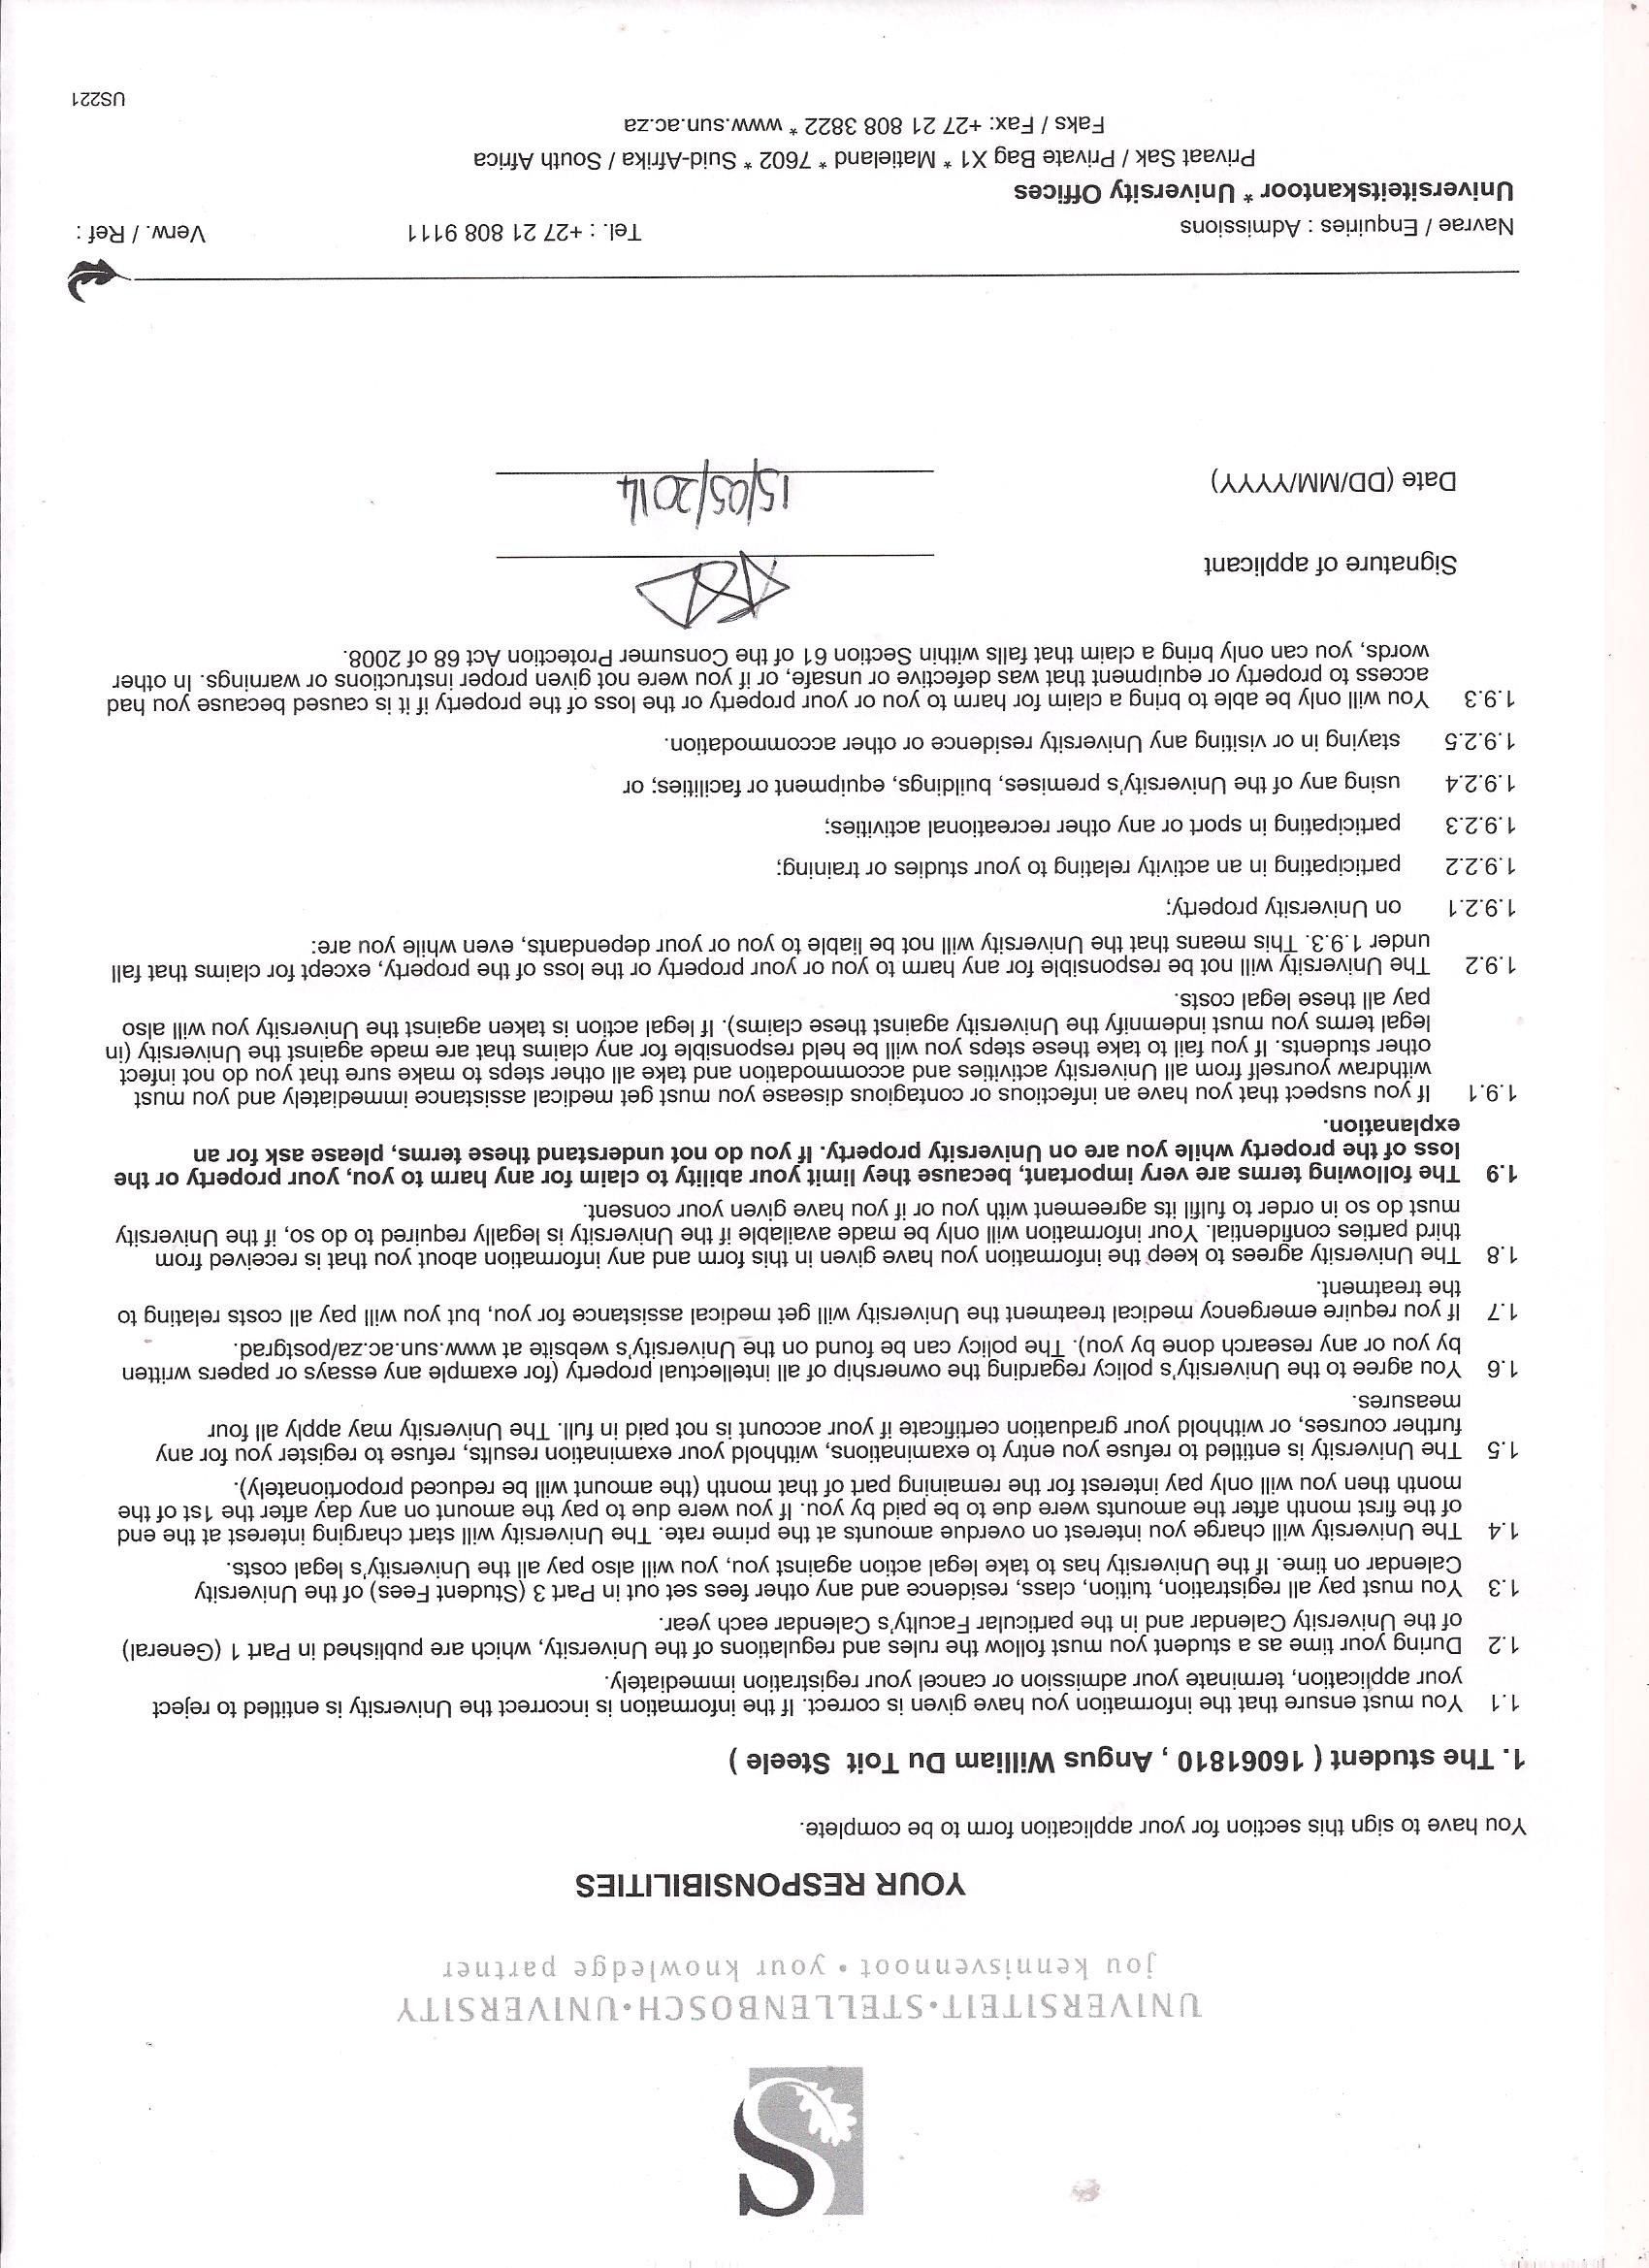 UNIVERSITEIT•STELLENBOSCH•UNIVERSITY
jou kennisvennoot • your knowledge partner
YOUR RESPONSIBILITIES
You have to sign this section for your application form to be complete.
1. The student ( 16061810 , Angus William Du Toit Steele )
1.1 You must ensure that the information you have given is correct. If the information is incorrect the University is entitled to reject
your application, terminate your admission or cancel your registration immediately.
1.2 During your time as a student you must follow the rules and regulations of the University, which are published in Part 1 (General)
of the University Calendar and in the particular Faculty's Calendar each year.
1.3 You must pay all registration, tuition, class, residence and any other fees set out in Part 3 (Student Fees) of the University
Calendar on time. If the University has to take legal action against you, you will also pay all the University's legal costs.
1.4 The University will charge you interest on overdue amounts at the prime rate. The University will start charging interest at the end
of the first month after the amounts were due to be paid by you. If you were due to pay the amount on any day after the 1st of the
month then you will only pay interest for the remaining part of that month (the amount will be reduced proportionately).
1.5 The University is entitled to refuse you entry to examinations, withhold your examination results, refuse to register you for any
further courses, or withhold your graduation certificate if your account is not paid in full. The University may apply all four
measures.
1.6 You agree to the University's policy regarding the ownership of all intellectual property (for example any essays or papers written
by you or any research done by you). The policy can be found on the University's website at www.sun.ac.za/postgrad.
1.7 If you require emergency medical treatment the University will get medical assistance for you, but you will pay all costs relating to
the treatment.
1.8 The University agrees to keep the information you have given in this form and any information about you that is received from
third parties confidential. Your information will only be made available if the University is legally required to do so, if the University
must do so in order to fulfil its agreement with you or if you have given your consent.
1.9 The following terms are very important, because they limit your ability to claim for any harm to you, your property or the
loss of the property while you are on University property. If you do not understand these terms, please ask for an
explanation.
1.9.1 If you suspect that you have an infectious or contagious disease you must get medical assistance immediately and you must
withdraw yourself from all University activities and accommodation and take all other steps to make sure that you do not infect
other students. If you fail to take these steps you will be held responsible for any claims that are made against the University (in
legal terms you must indemnify the University against these claims). If legal action is taken against the University you will also
pay all these legal costs.
1.9.2 The University will not be responsible for any harm to you or your property or the loss of the property, except for claims that fall
under 1.9.3. This means that the University will not be liable to you or your dependants, even while you are:
1.9.2.1 on University property;
1.9.2.2 participating in an activity relating to your studies or training;
1.9.2.3 participating in sport or any other recreational activities;
1.9.2.4 using any of the University's premises, buildings, equipment or facilities; or
1.9.2.5 staying in or visiting any University residence or other accommodation.
1.9.3 You will only be able to bring a claim for harm to you or your property or the loss of the property if it is caused because you had
access to property or equipment that was defective or unsafe, or if you were not given proper instructions or warnings. In other
words, you can only bring a claim that falls within Section 61 of the Consumer Protection Act 68 of 2008.
Signature of applicant
Date (DD/MM/YYYY) 15/05/2014
Navrae / Enquiries : Admissions Tel. : +27 21 808 9111 Verw. / Ref :
Universiteitskantoor * University Offices
Privaat Sak / Private Bag X1 * Matieland * 7602 * Suid-Afrika / South Africa
Faks / Fax: +27 21 808 3822 * www.sun.ac.za
US221